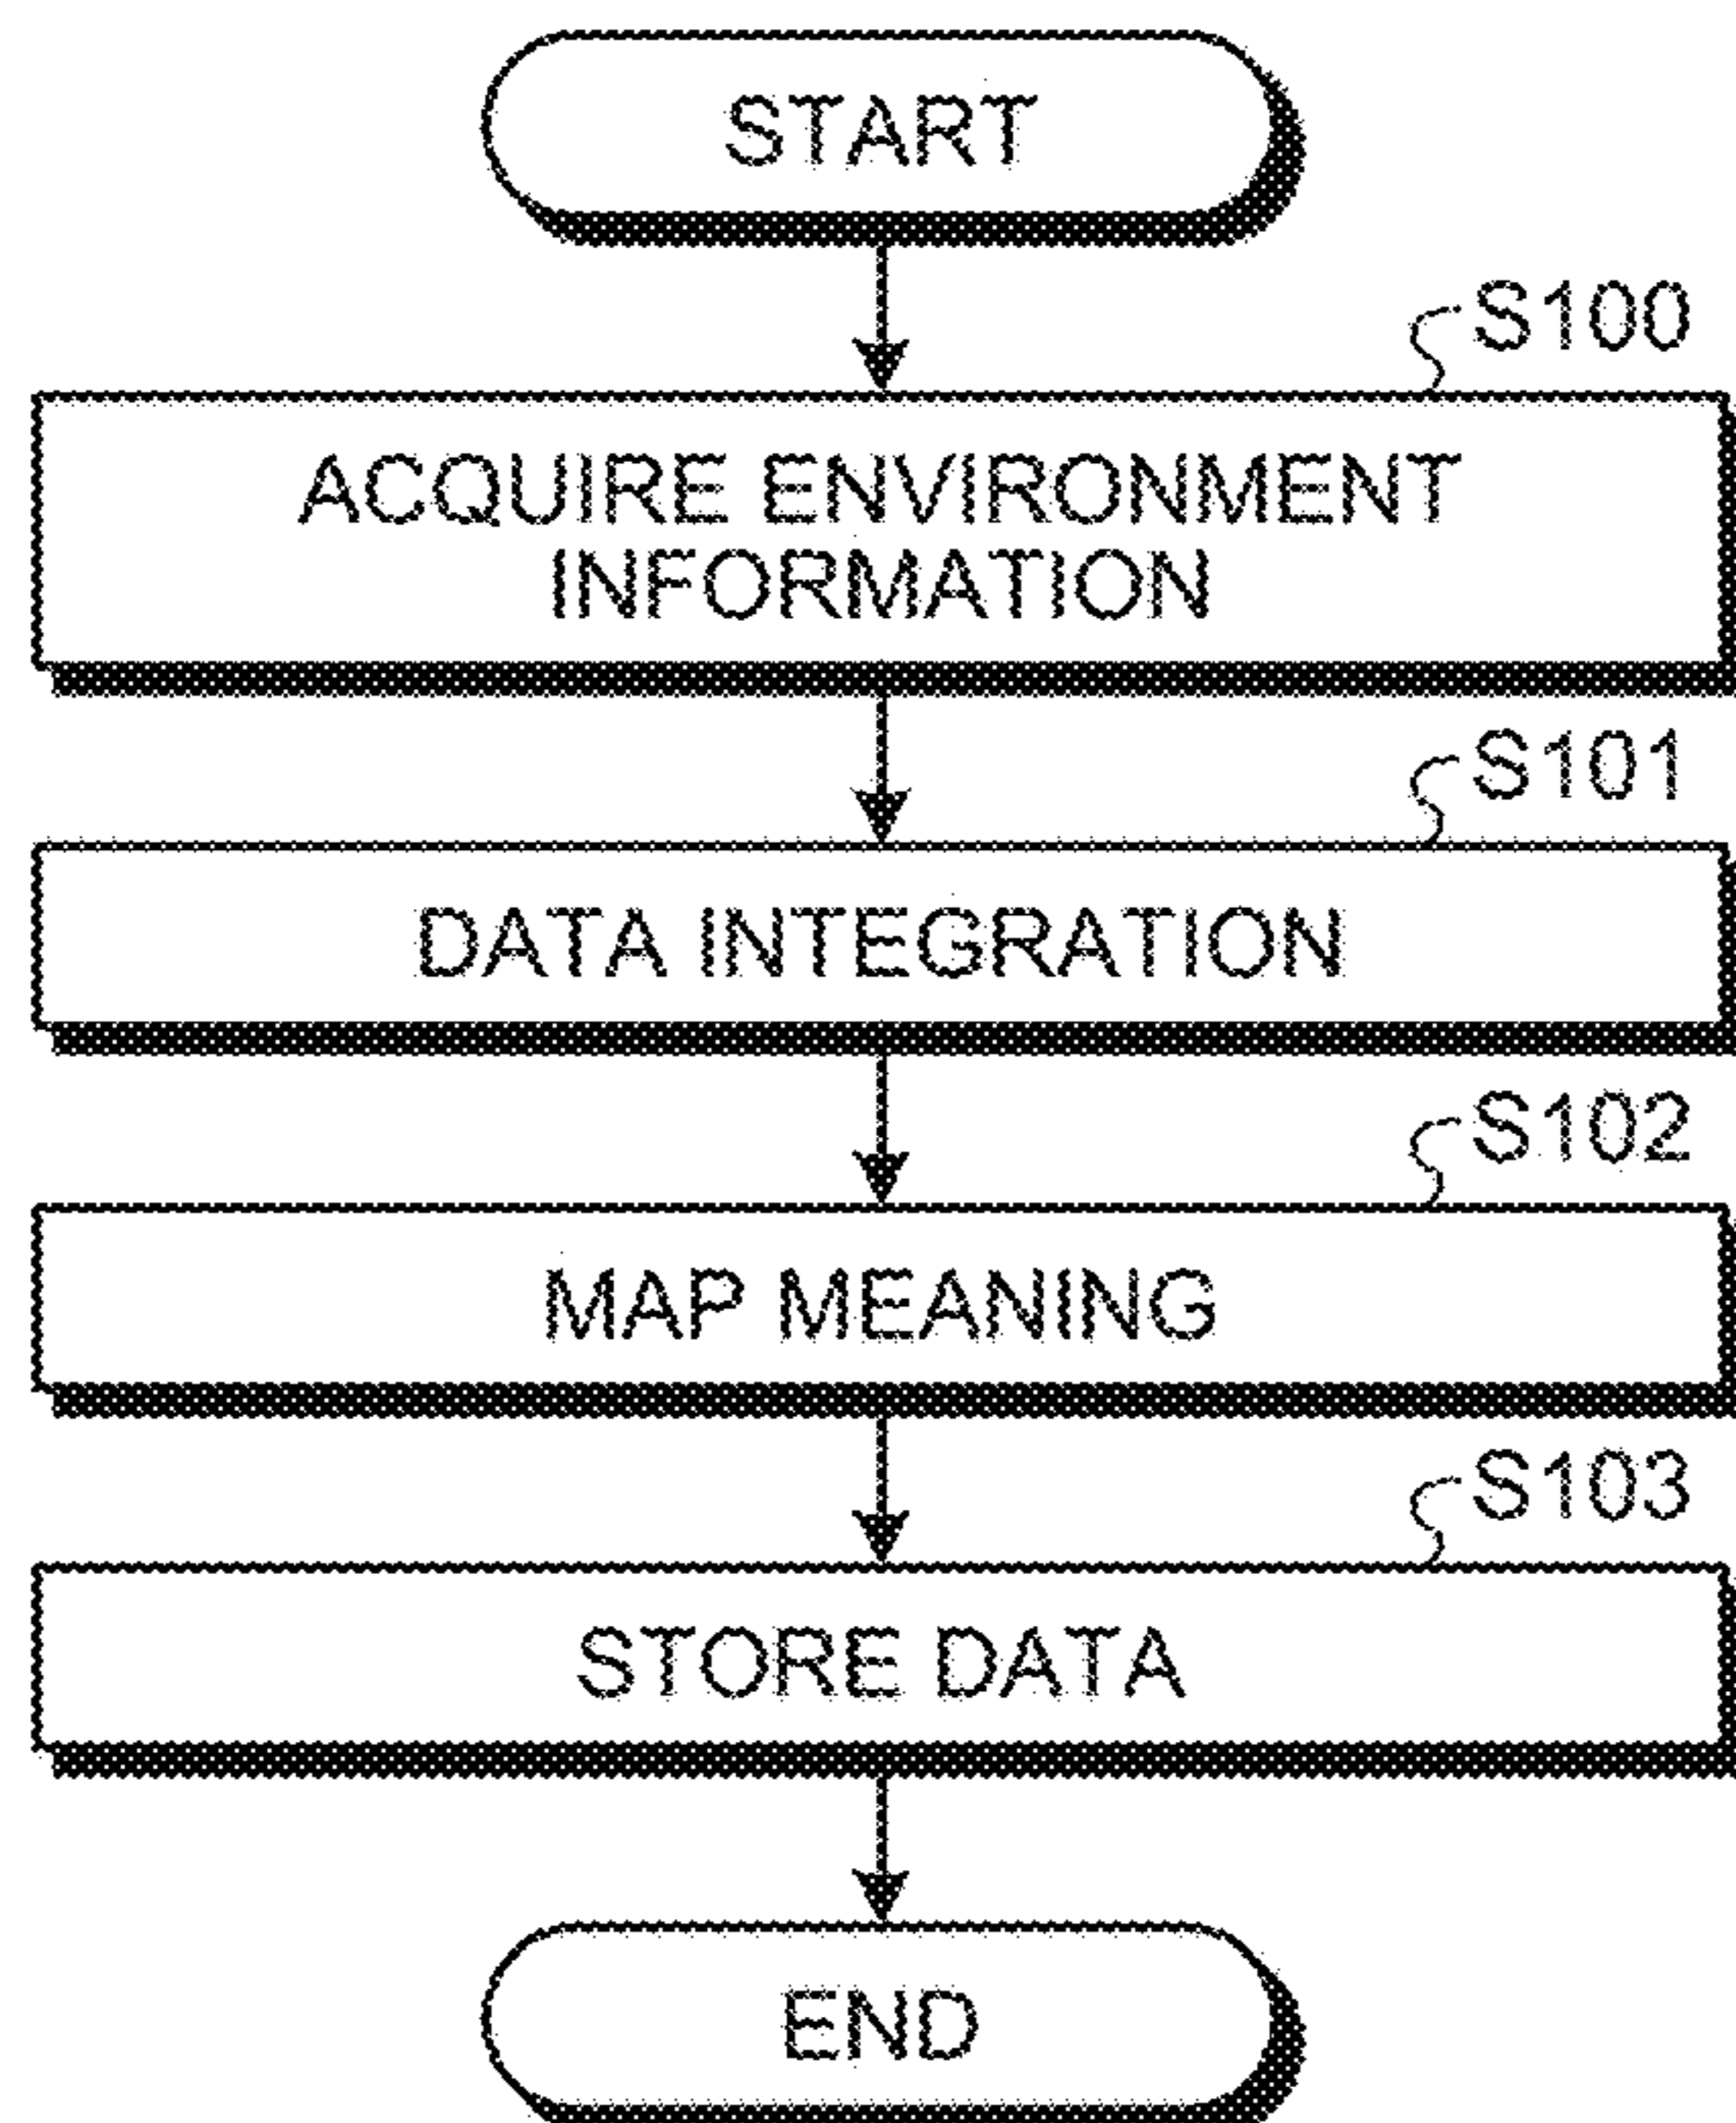 START
S100
ACQUIRE ENVIRONMENT
INFORMATION
S101
DATA INTEGRATION
S102
MAP MEANING
S103
STORE DATA
END